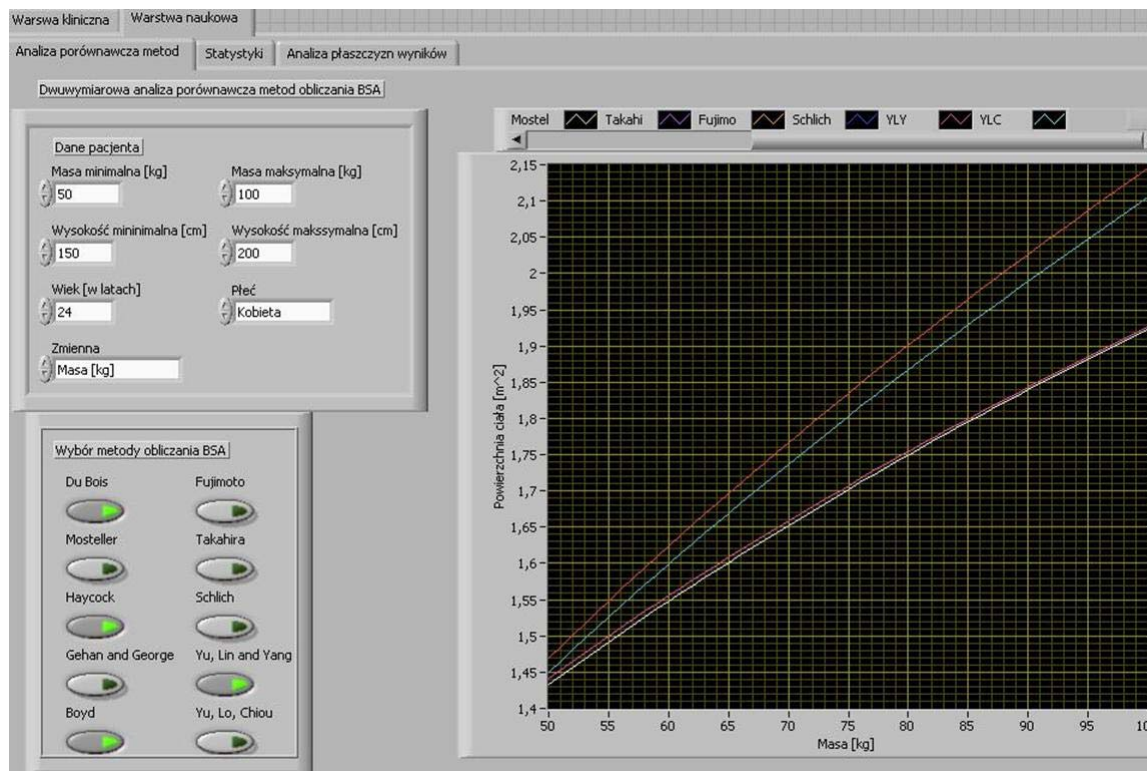 Warswa kliniczna Warstwa naukowa
Analiza porównawcza metod Statystyki Analiza płaszczyzn wyników
Dwuwymiarowa analiza porównawcza metod obliczania BSA
Dane pacjenta
Masa minimalna [kg] Masa maksymalna [kg]
50 100
Wysokość mininimalna [cm] Wysokość makssymalna [cm]
150 200
Wiek [w latach] Płeć
24 Kobieta
Zmienna
Masa [kg]
Wybór metody obliczania BSA
Du Bois Fujimoto
Mosteller Takahira
Haycock Schlich
Gehan and George Yu, Lin and Yang
Boyd Yu, Lo, Chiou
Mostel Takahi Fujimo Schlich YLY YLC
Powierzchnia ciała [m^2]
2,15
2,1
2,05
2
1,95
1,9
1,85
1,8
1,75
1,7
1,65
1,6
1,55
1,5
1,45
1,4
50 55 60 65 70 75 80 85 90 95 10
Masa [kg]